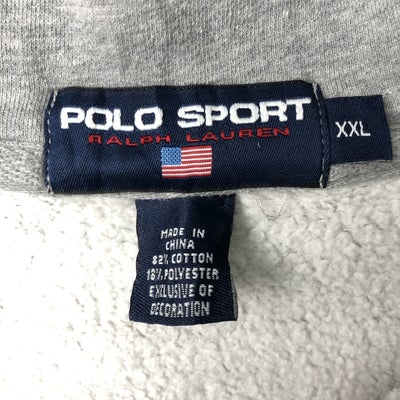 POLO SPORT
RALPH LAUREN
XXL
MADE IN
CHINA
82% COTTON
18% POLYESTER
EXCLUSIVE OF
DECORATION